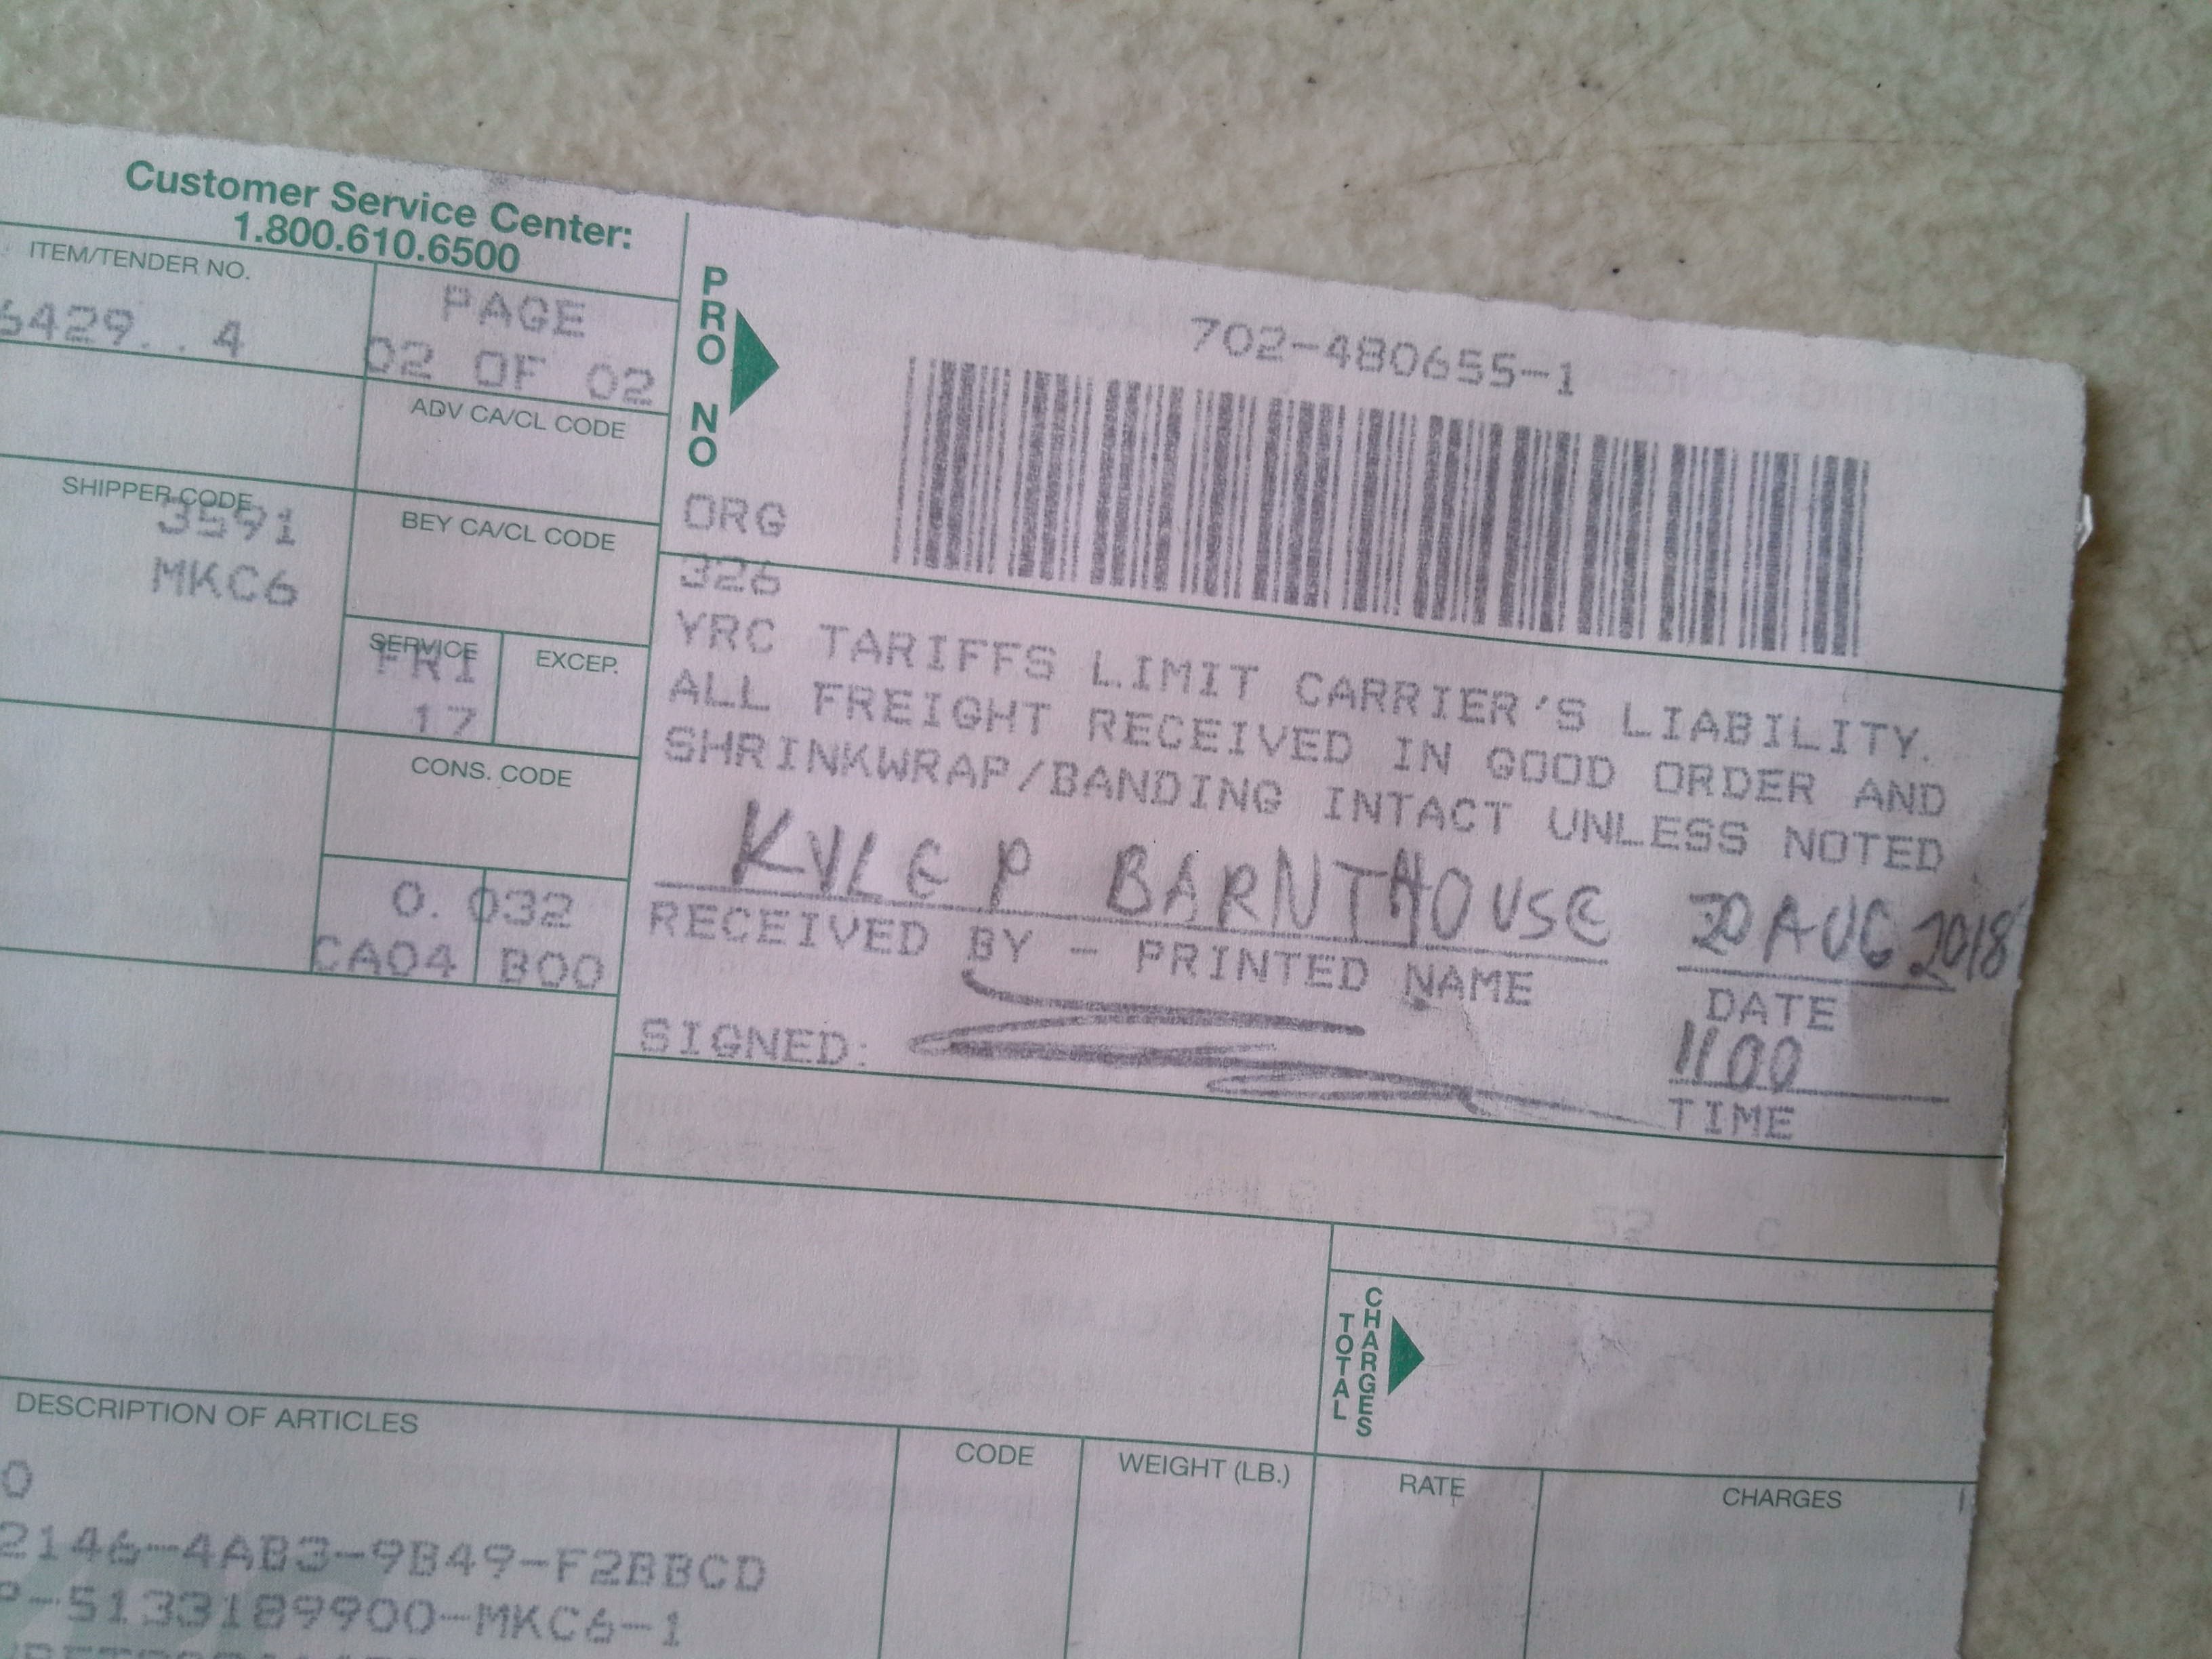 Customer Service Center:
1.800.610.6500
ITEM/TENDER NO.
6429. . 4
PAGE
02 OF 02
ADV CA/CL CODE
SHIPPER CODE
3591
MKC6
BEY CA/CL CODE
SERVICE
FRI
17
EXCEP.
CONS. CODE
0. 032
CA04 B00
PRO NO
702-480655-1
ORG
326
YRC TARIFFS LIMIT CARRIER'S LIABILITY.
ALL FREIGHT RECEIVED IN GOOD ORDER AND
SHRINKWRAP/BANDING INTACT UNLESS NOTED
KYLE P BARNTHOUSE 20 AUG 2018
RECEIVED BY - PRINTED NAME
DATE
SIGNED:
1100
TIME
TOTAL CHARGES
DESCRIPTION OF ARTICLES
CODE
WEIGHT (LB.)
RATE
CHARGES
0
2146-4AB3-9B49-F2BBCD
P-5133189900-MKC6-1